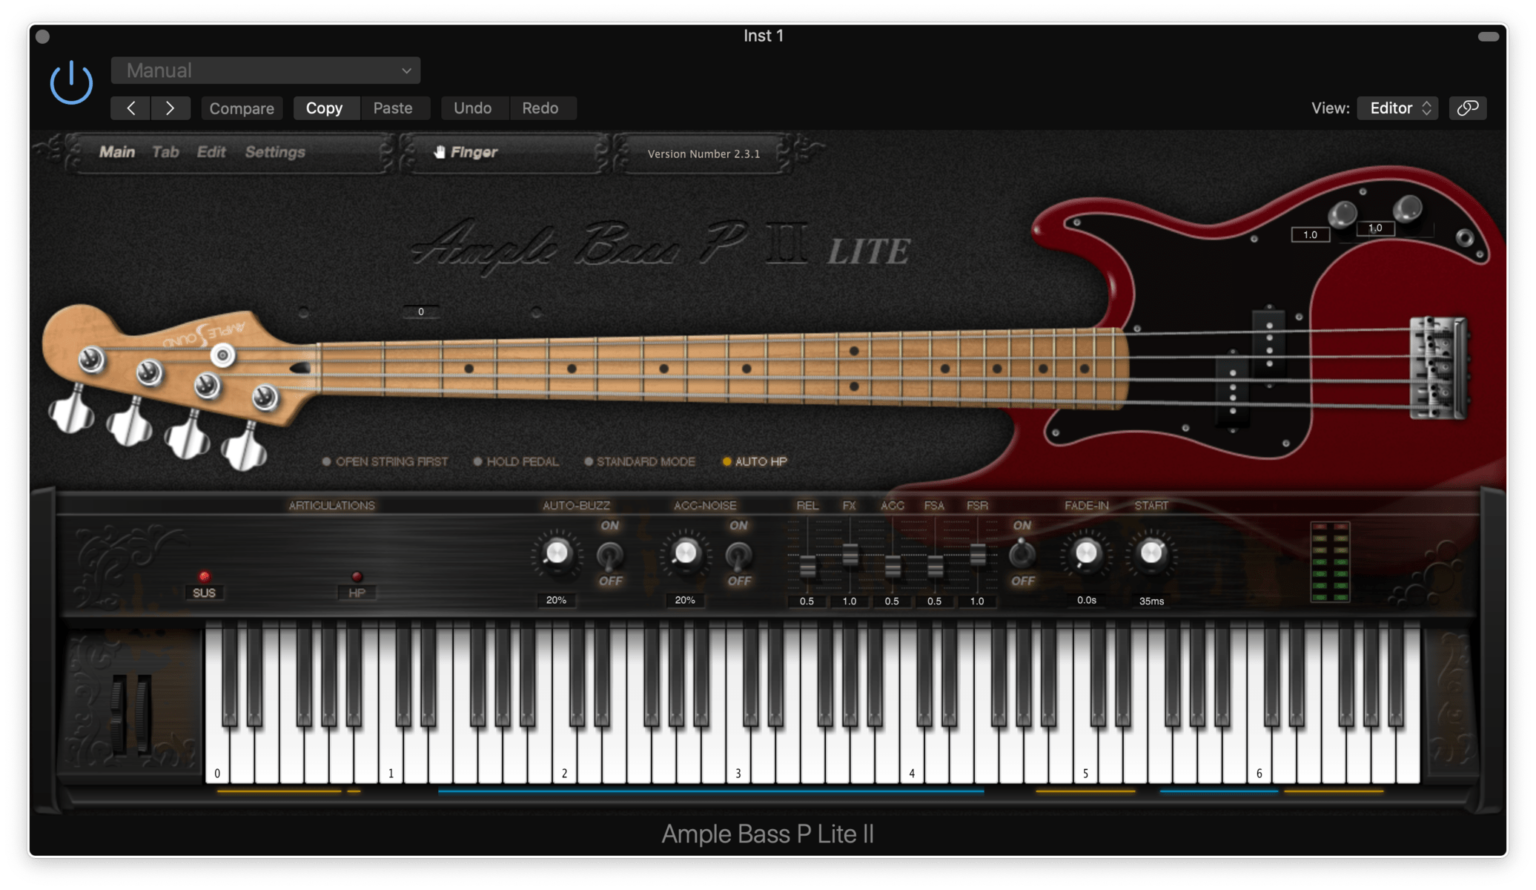 Inst 1
Manual
Compare Copy Paste Undo Redo
View: Editor
Main Tab Edit Settings
Finger
Version Number 2.3.1
Ample Bass P II LITE
1.0
1.0
0
AMPLE SOUND
OPEN STRING FIRST HOLD PEDAL STANDARD MODE AUTO HP
ARTICULATIONS AUTO-BUZZ ACC-NOISE REL FX ACC FSA FSR FADE-IN START
ON ON ON
OFF OFF OFF
SUS HP
20% 20% 0.5 1.0 0.5 0.5 1.0 0.0s 35ms
0 1 2 3 4 5 6
Ample Bass P Lite II